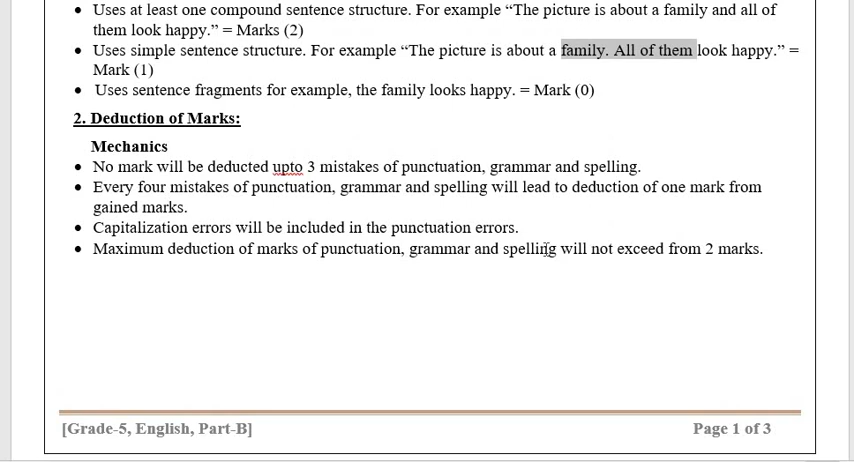 • Uses at least one compound sentence structure. For example “The picture is about a family and all of
them look happy.” = Marks (2)
• Uses simple sentence structure. For example “The picture is about a family. All of them look happy.” =
Mark (1)
• Uses sentence fragments for example, the family looks happy. = Mark (0)
2. Deduction of Marks:
Mechanics
• No mark will be deducted upto 3 mistakes of punctuation, grammar and spelling.
• Every four mistakes of punctuation, grammar and spelling will lead to deduction of one mark from
gained marks.
• Capitalization errors will be included in the punctuation errors.
• Maximum deduction of marks of punctuation, grammar and spelling will not exceed from 2 marks.
[Grade-5, English, Part-B] Page 1 of 3